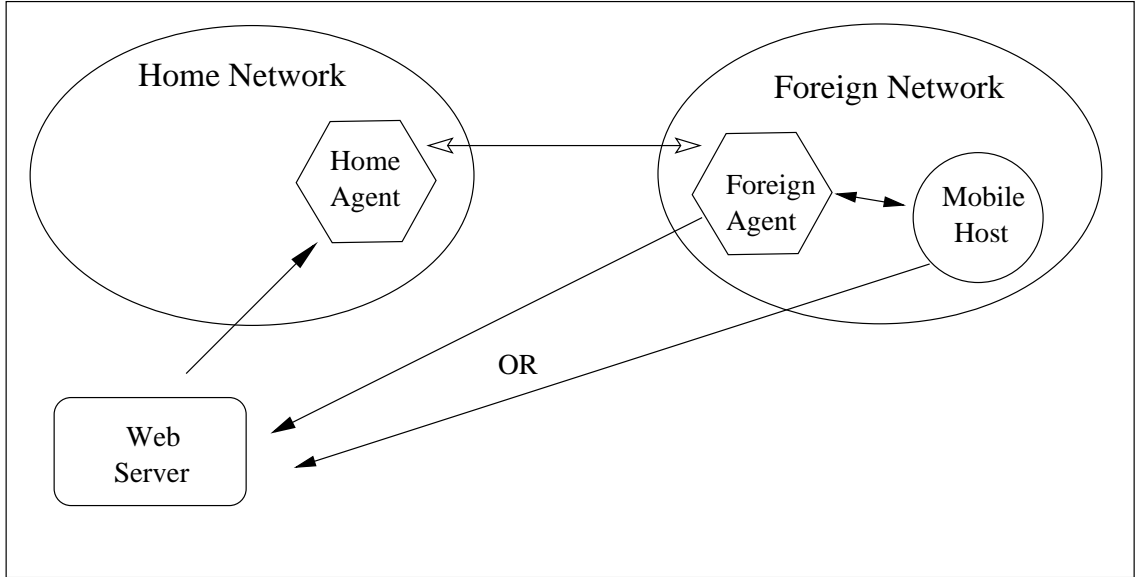 Home Network
Home
Agent
Foreign Network
Foreign
Agent
Mobile
Host
OR
Web
Server